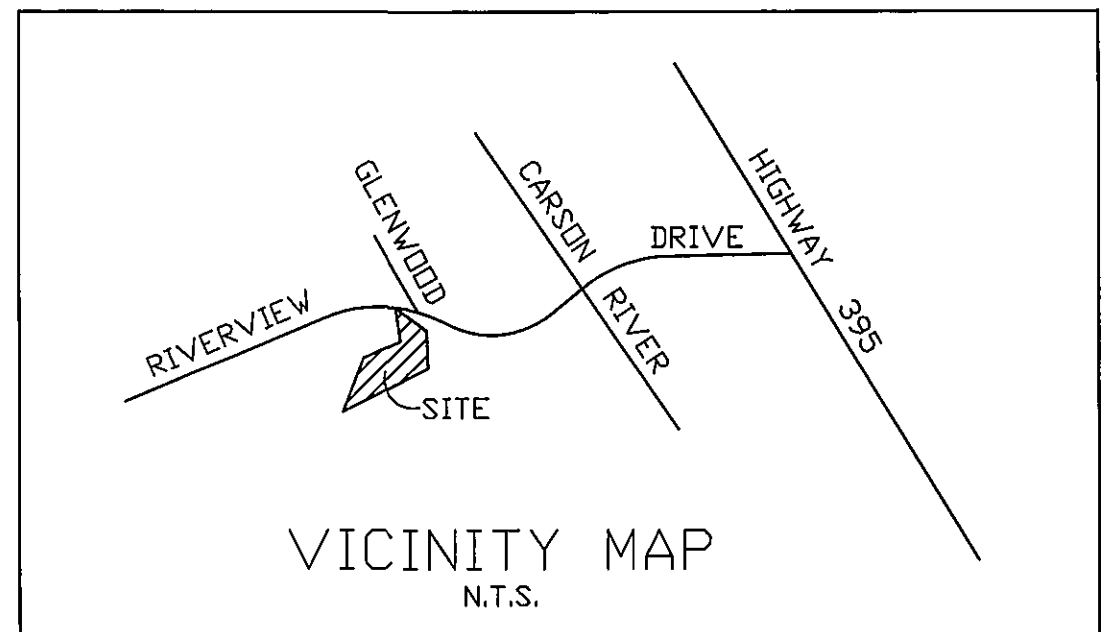 GLENWOOD
CARSON
RIVER
HIGHWAY
395
RIVERVIEW
DRIVE
SITE
VICINITY MAP
N.T.S.